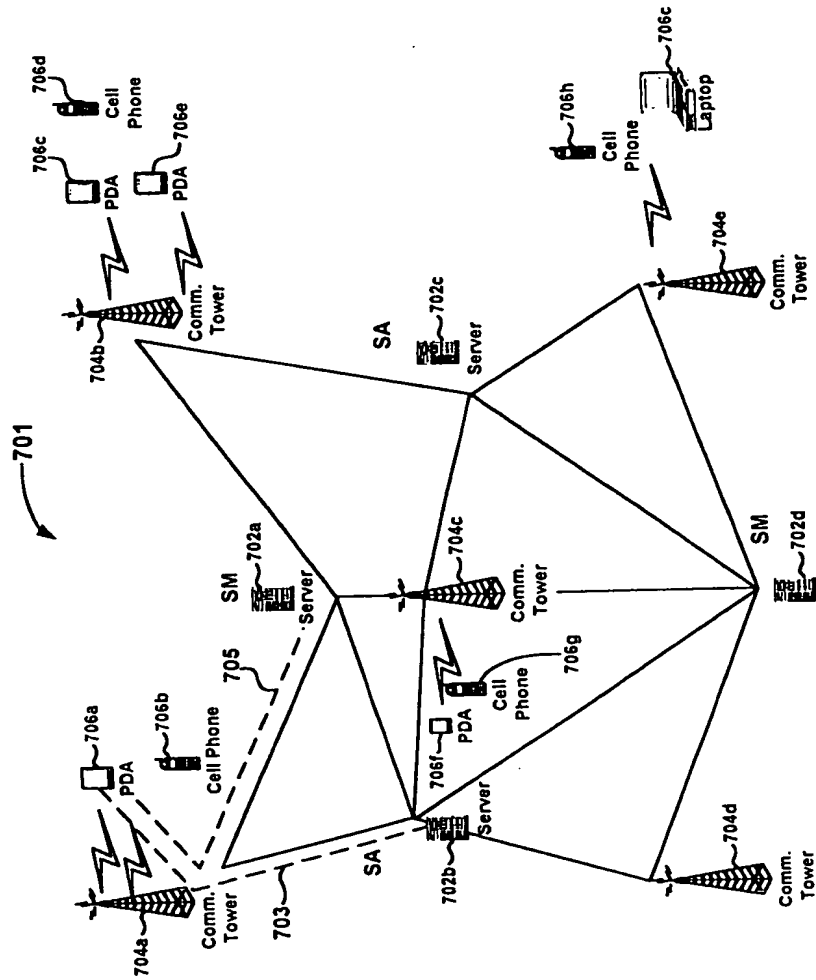 701
706a
PDA
706b
Cell Phone
704a
Comm.
Tower
705
703
SM
702a
Server
SA
702b
Server
706f
PDA
706g
Cell
Phone
704c
Comm.
Tower
704b
Comm.
Tower
706c
PDA
706d
Cell
Phone
706e
PDA
SA
702c
Server
704d
Comm.
Tower
SM
702d
704e
Comm.
Tower
706h
Cell
Phone
706c
Laptop